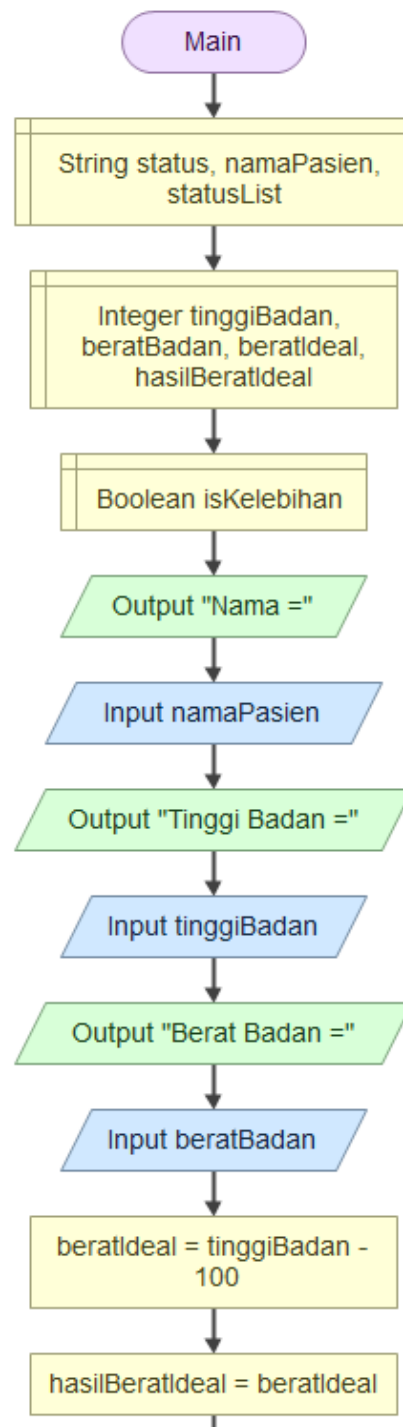 Main
String status, namaPasien,
statusList
Integer tinggiBadan,
beratBadan, beratIdeal,
hasilBeratIdeal
Boolean isKelebihan
Output "Nama ="
Input namaPasien
Output "Tinggi Badan ="
Input tinggiBadan
Output "Berat Badan ="
Input beratBadan
beratIdeal = tinggiBadan -
100
hasilBeratIdeal = beratIdeal